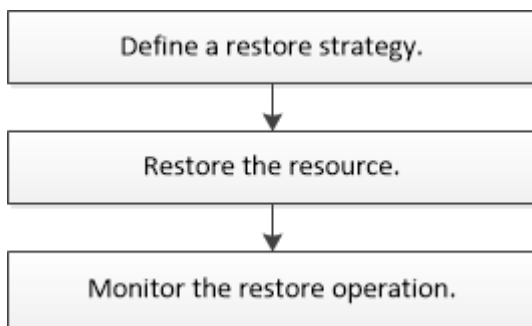 Define a restore strategy.
Restore the resource.
Monitor the restore operation.